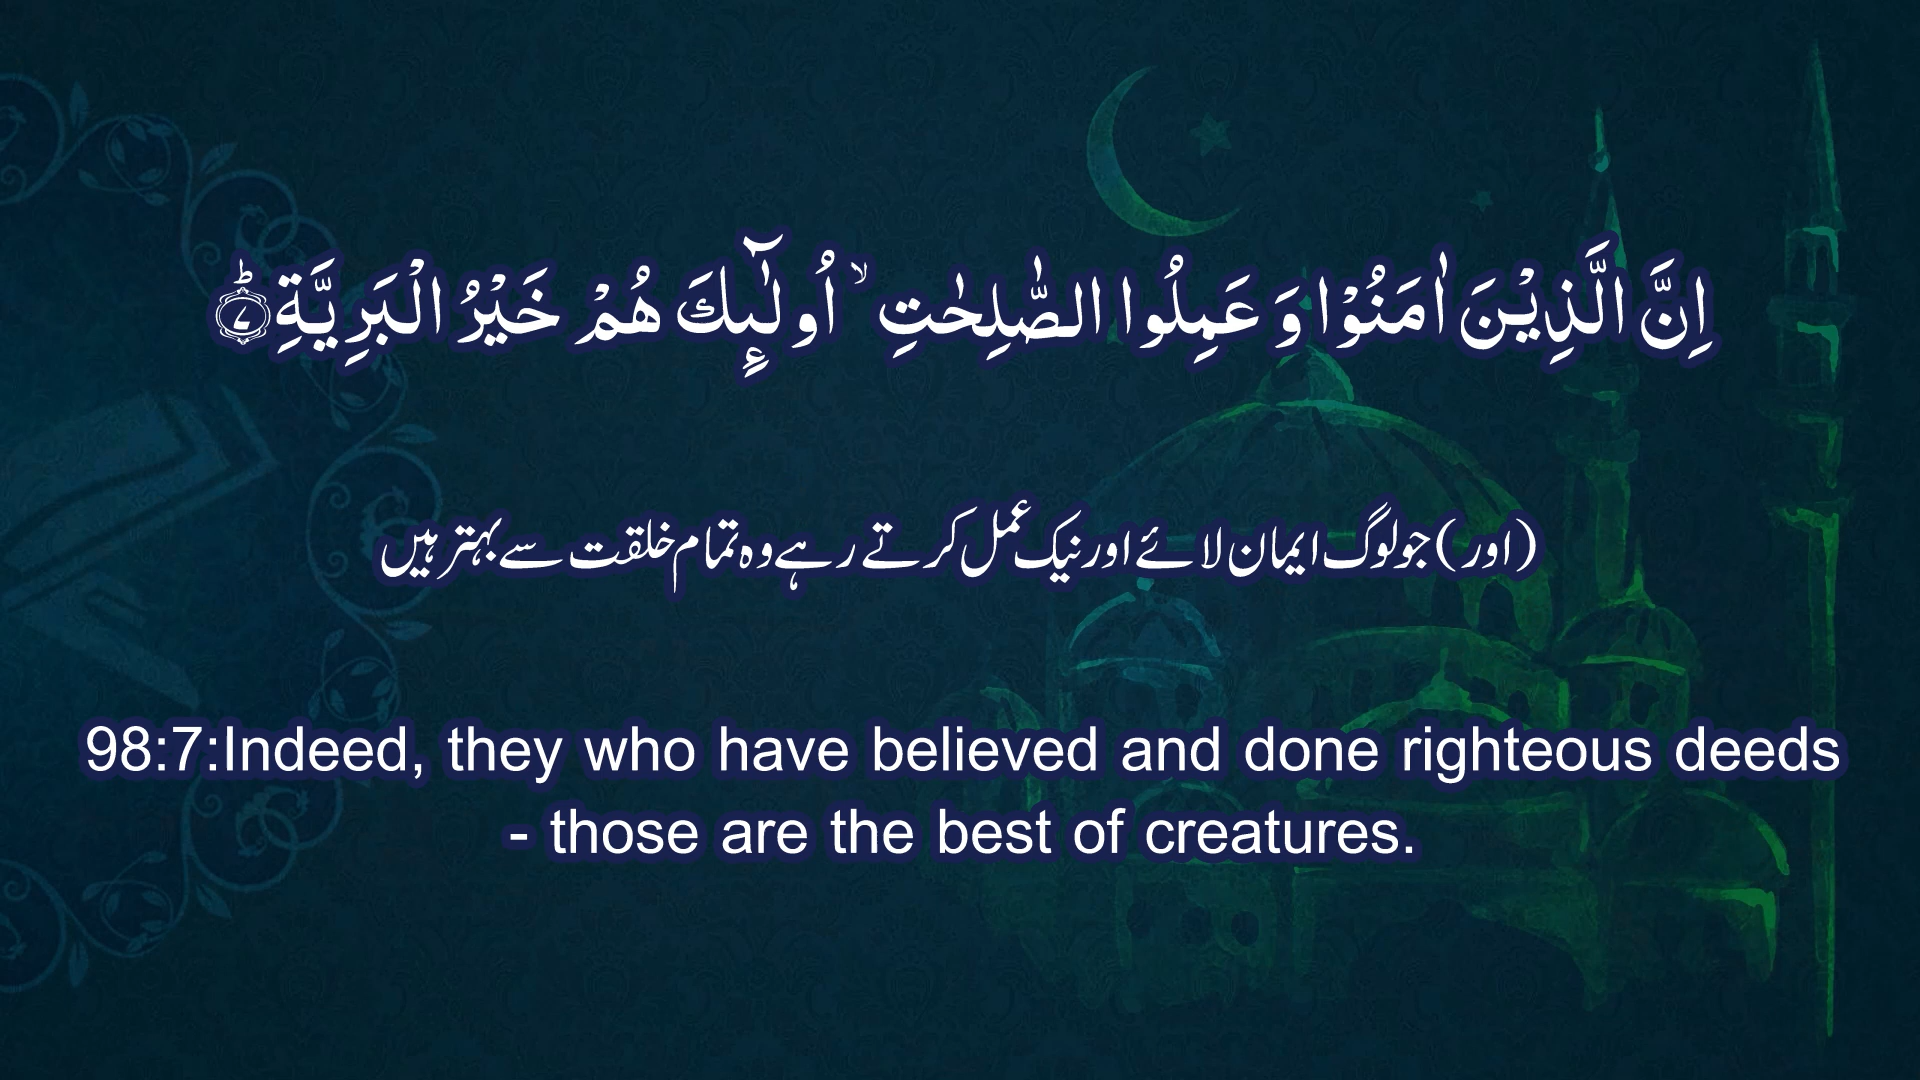 اِنَّ الَّذِيْنَ اٰمَنُوْا وَ عَمِلُوا الصّٰلِحٰتِ ۙ اُولٰٓىِٕكَ هُمْ خَيْرُ الْبَرِيَّةِؕ۝۷
(اور) جو لوگ ایمان لائے اور نیک عمل کرتے رہے وہ تمام خلقت سے بہتر ہیں
98:7:Indeed, they who have believed and done righteous deeds
- those are the best of creatures.